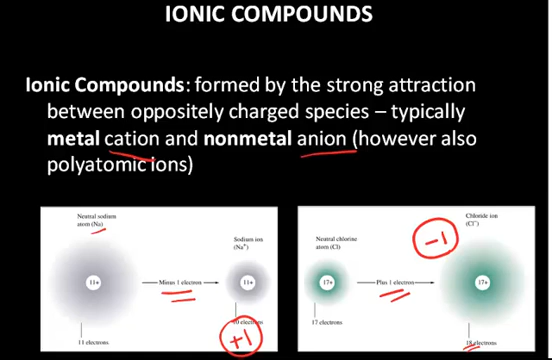 IONIC COMPOUNDS
Ionic Compounds: formed by the strong attraction
between oppositely charged species – typically
metal cation and nonmetal anion (however also
polyatomic ions)
Neutral sodium
atom (Na)
Sodium ion
(Na⁺)
11+
Minus 1 electron
11+
11 electrons
10 electrons
+1
Chloride ion
(Cl⁻)
-1
Neutral chlorine
atom (Cl)
17+
Plus 1 electron
17+
17 electrons
18 electrons